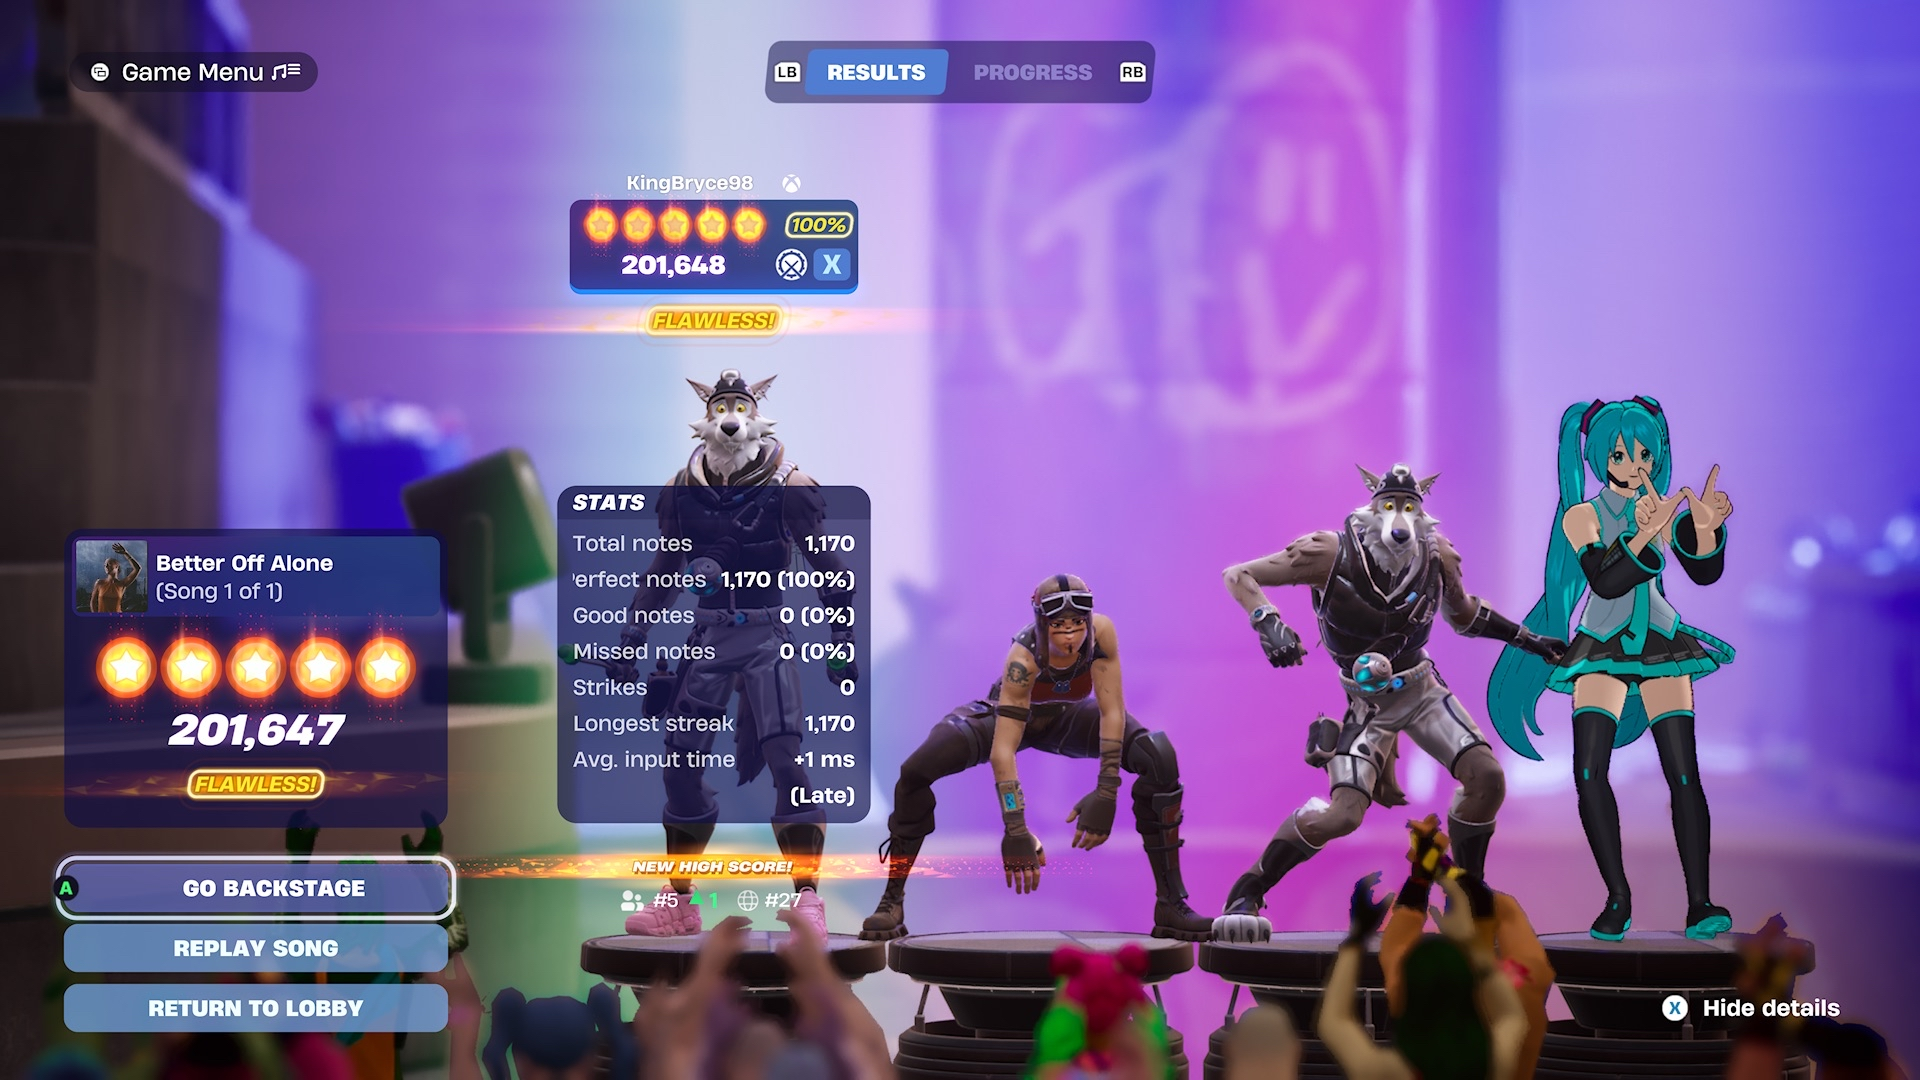 Game Menu
LB RESULTS PROGRESS RB
KingBryce98
100%
201,648
X
FLAWLESS!
STATS
Total notes 1,170
erfect notes 1,170 (100%)
Good notes 0 (0%)
Missed notes 0 (0%)
Strikes 0
Longest streak 1,170
Avg. input time +1 ms
(Late)
NEW HIGH SCORE!
#5 1 #27
Better Off Alone
(Song 1 of 1)
201,647
FLAWLESS!
A GO BACKSTAGE
REPLAY SONG
RETURN TO LOBBY
X Hide details